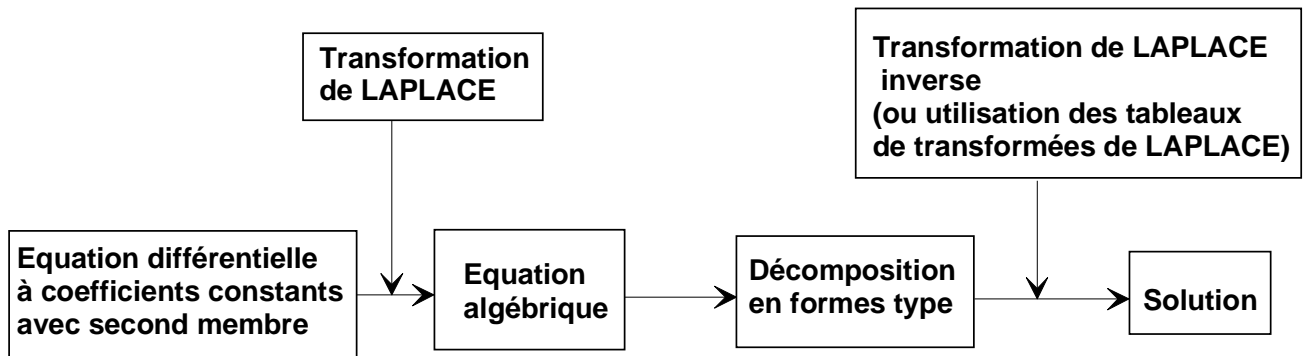 Transformation
de LAPLACE
Transformation de LAPLACE
inverse
(ou utilisation des tableaux
de transformées de LAPLACE)
Equation différentielle
à coefficients constants
avec second membre
Equation
algébrique
Décomposition
en formes type
Solution